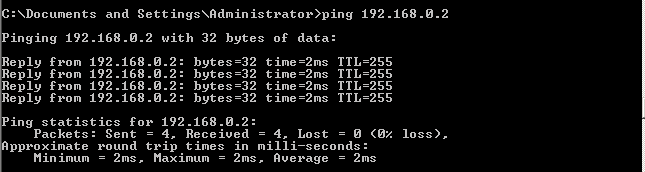 C:\Documents and Settings\Administrator>ping 192.168.0.2
Pinging 192.168.0.2 with 32 bytes of data:
Reply from 192.168.0.2: bytes=32 time=2ms TTL=255
Reply from 192.168.0.2: bytes=32 time=2ms TTL=255
Reply from 192.168.0.2: bytes=32 time=2ms TTL=255
Reply from 192.168.0.2: bytes=32 time=2ms TTL=255
Ping statistics for 192.168.0.2:
Packets: Sent = 4, Received = 4, Lost = 0 (0% loss),
Approximate round trip times in milli-seconds:
Minimum = 2ms, Maximum = 2ms, Average = 2ms